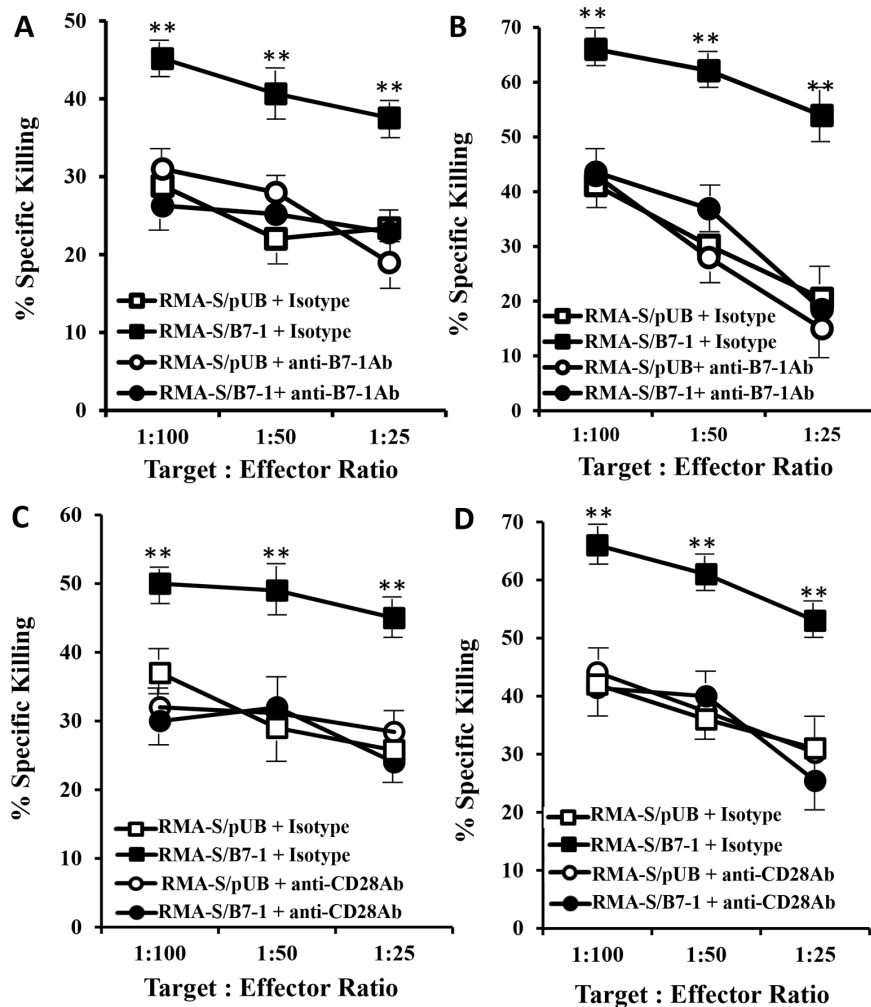 A
% Specific Killing
50
40
30
20
10
0
** ** **
RMA-S/pUB + Isotype
RMA-S/B7-1 + Isotype
RMA-S/pUB + anti-B7-1Ab
RMA-S/B7-1+ anti-B7-1Ab
1:100 1:50 1:25
Target : Effector Ratio
B
% Specific Killing
70
60
50
40
30
20
10
0
** ** **
RMA-S/pUB + Isotype
RMA-S/B7-1 + Isotype
RMA-S/pUB+ anti-B7-1Ab
RMA-S/B7-1+ anti-B7-1Ab
1:100 1:50 1:25
Target : Effector Ratio
C
% Specific Killing
60
50
40
30
20
10
0
** ** **
RMA-S/pUB + Isotype
RMA-S/B7-1 + Isotype
RMA-S/pUB + anti-CD28Ab
RMA-S/B7-1 + anti-CD28Ab
1:100 1:50 1:25
Target : Effector Ratio
D
% Specific Killing
70
60
50
40
30
20
10
0
** ** **
RMA-S/pUB + Isotype
RMA-S/B7-1 + Isotype
RMA-S/pUB + anti-CD28Ab
RMA-S/B7-1 + anti-CD28Ab
1:100 1:50 1:25
Target : Effector Ratio